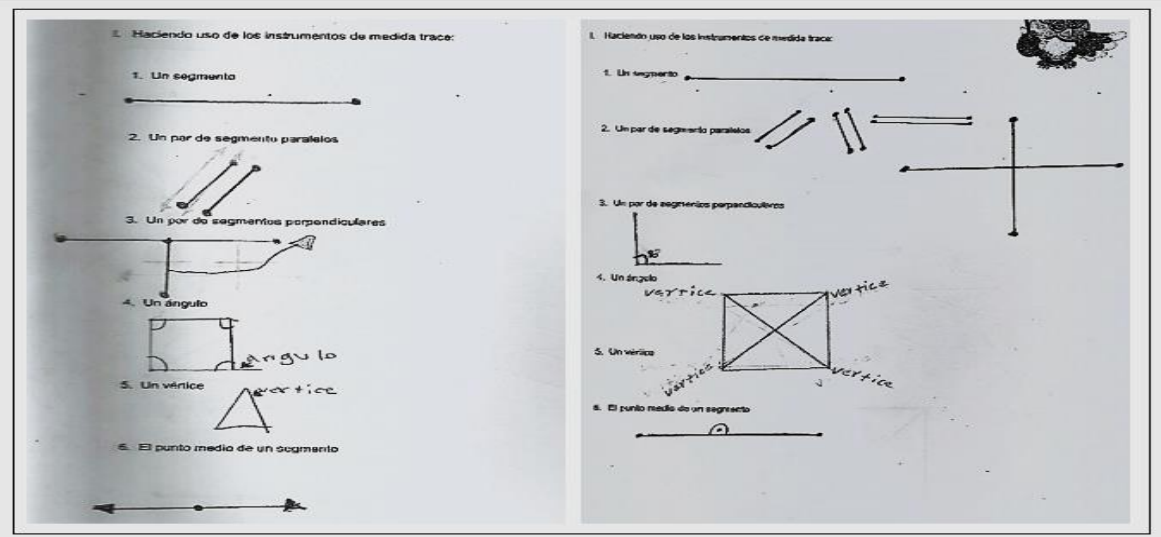 I. Haciendo uso de los instrumentos de medida trace:
1. Un segmento
2. Un par de segmento paralelos
3. Un par de segmentos perpendiculares
4. Un ángulo
angulo
5. Un vértice
vertice
6. El punto medio de un segmento
I. Haciendo uso de los instrumentos de medida trace:
1. Un segmento
2. Un par de segmento paralelos
3. Un par de segmentos perpendiculares
4. Un ángulo
vertice
vertice
5. Un vértice
vertice
vertice
6. El punto medio de un segmento